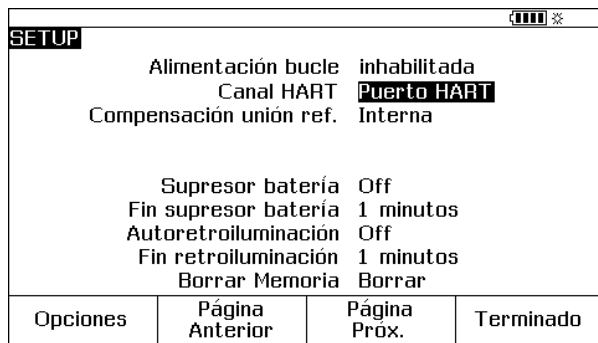 SETUP
Alimentación bucle inhabilitada
Canal HART Puerto HART
Compensación unión ref. Interna
Supresor batería Off
Fin supresor batería 1 minutos
Autoretroiluminación Off
Fin retroiluminación 1 minutos
Borrar Memoria Borrar
Opciones
Página
Anterior
Página
Próx.
Terminado